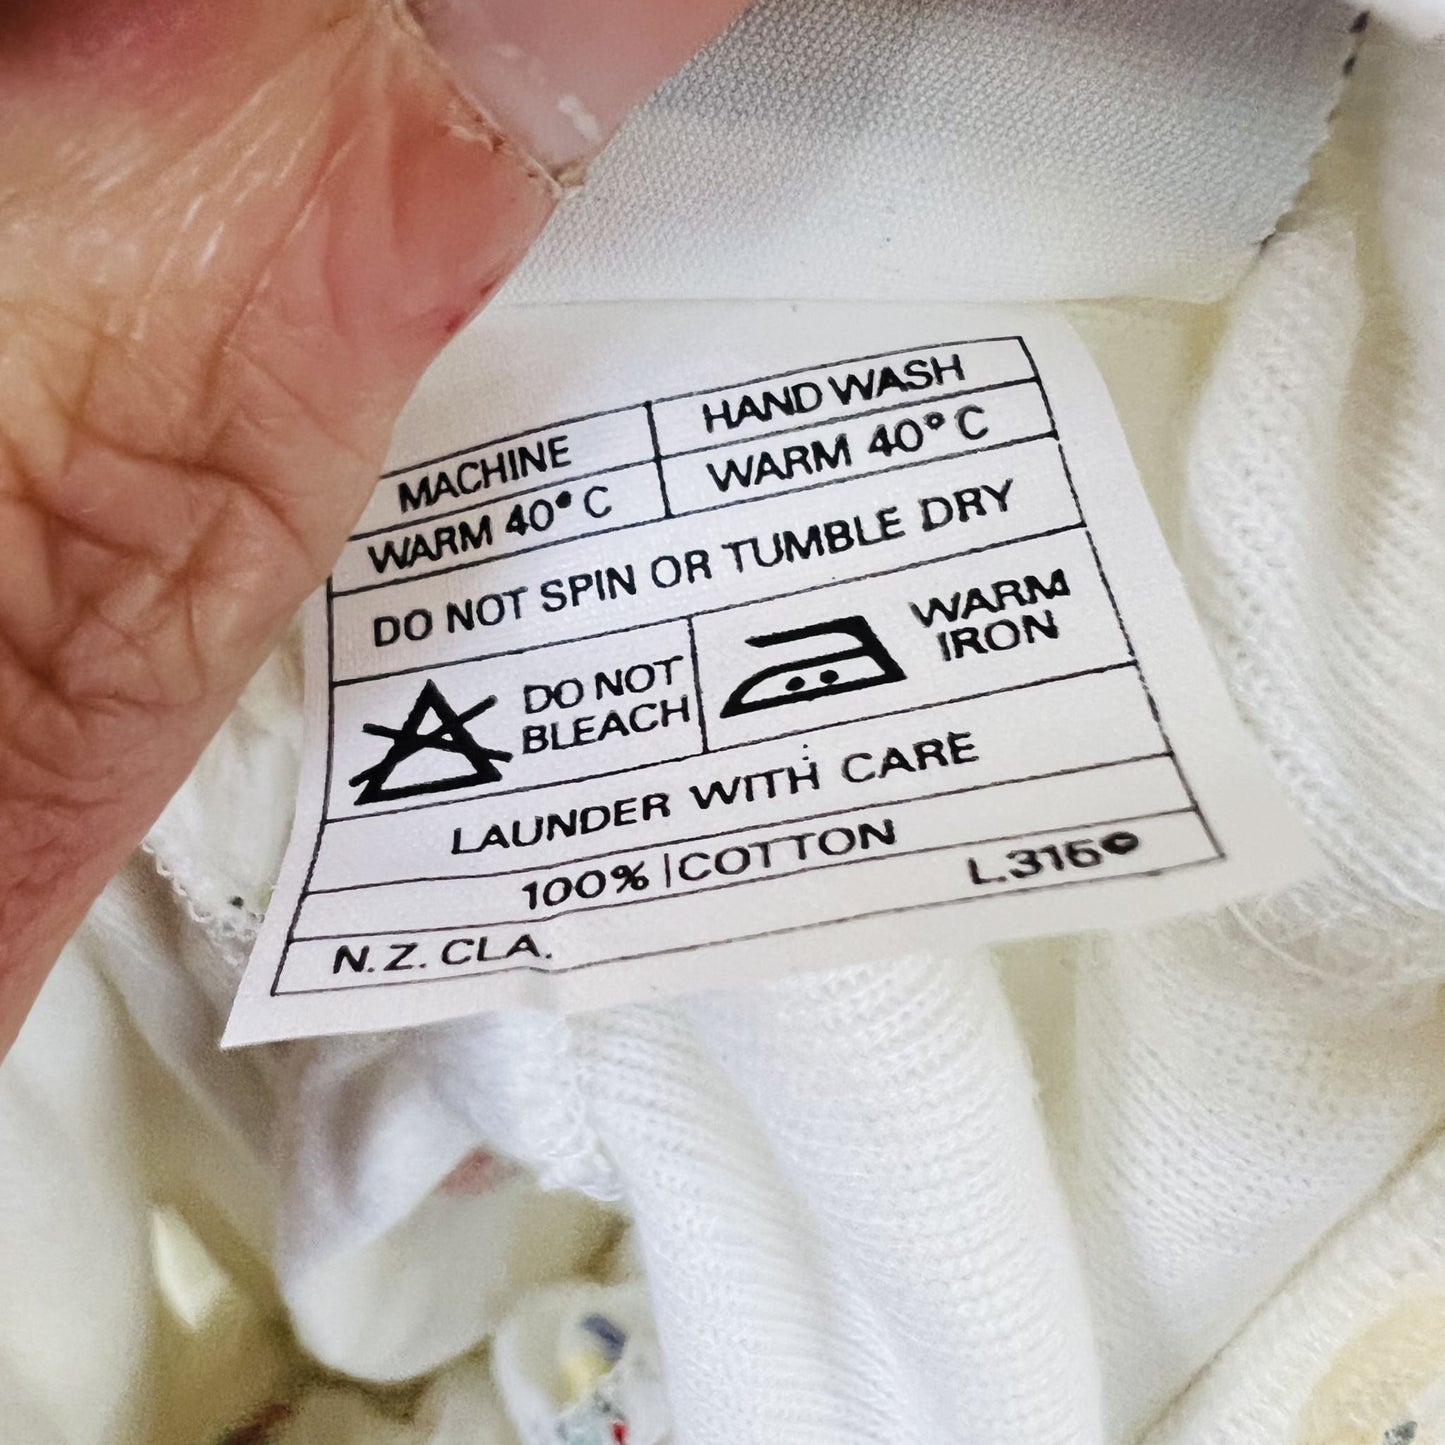 MACHINE HAND WASH
WARM 40°C WARM 40°C
DO NOT SPIN OR TUMBLE DRY
DO NOT
BLEACH
WARM
IRON
LAUNDER WITH CARE
100% COTTON
N.Z. CLA. L.316